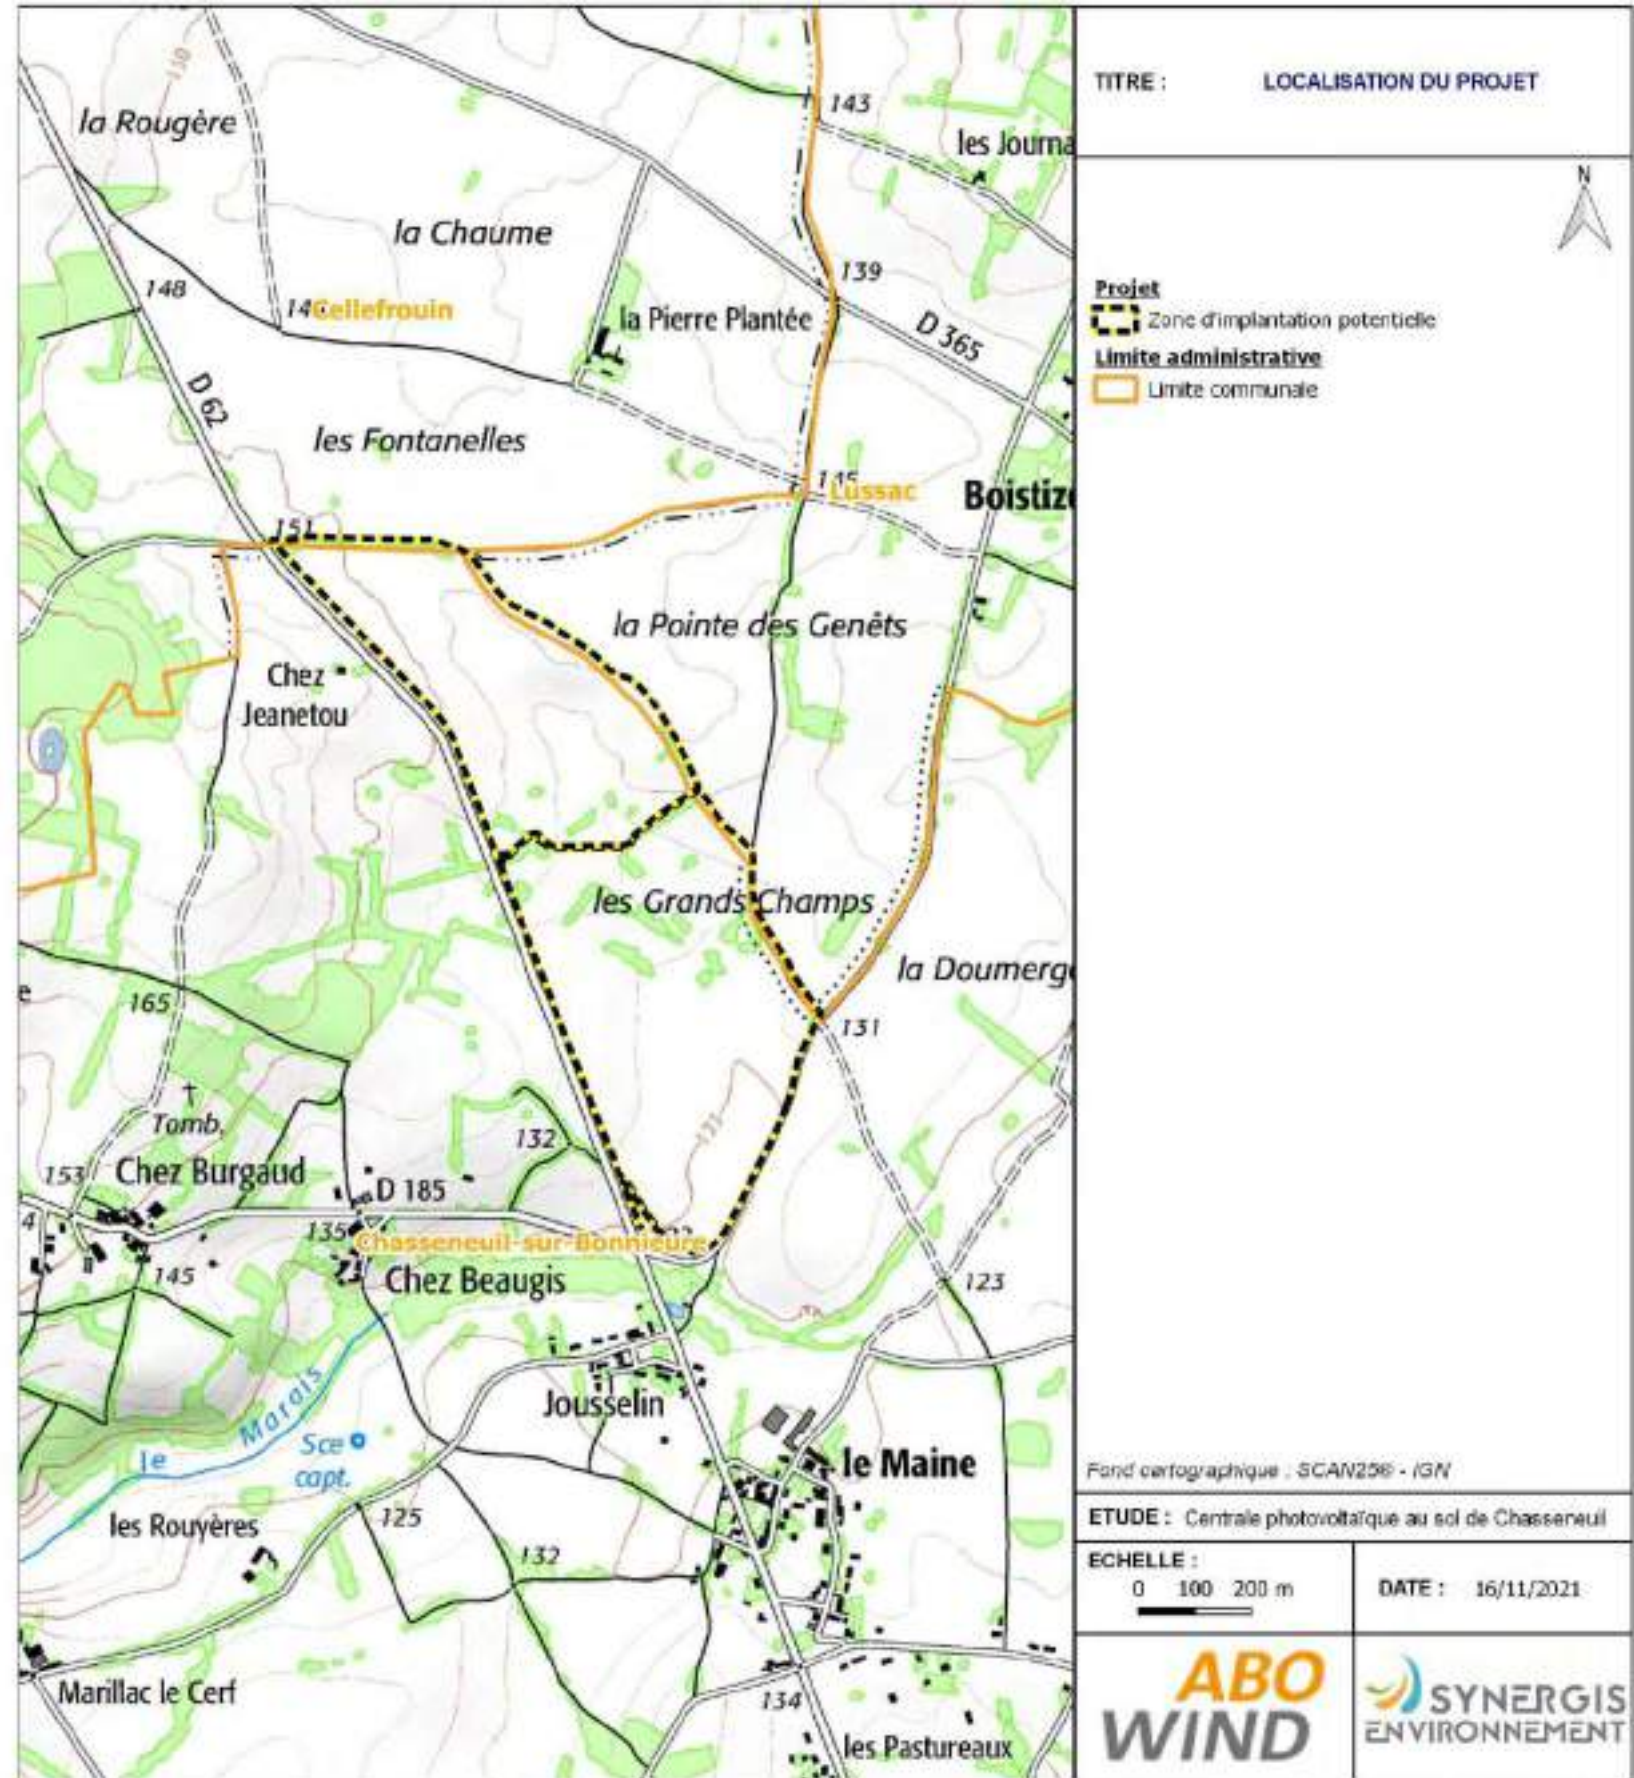 la Rougère
la Chaume
148
14
Cellefrouin
D 62
les Fontanelles
143
les Journa
139
la Pierre Plantée
D 365
Lussac
Boistiz
151
la Pointe des Genêts
Chez
Jeanetou
les Grands Champs
la Doumerg
165
131
Tomb.
132
153
Chez Burgaud
D 185
4
135
Chasseneuil-sur-Bonnieure
145
Chez Beaugis
123
Jousselin
le Marais
Sce
capt.
le Maine
les Rouyères
125
132
Marillac le Cerf
134
les Pastureaux
TITRE : LOCALISATION DU PROJET
N
Projet
Zone d'implantation potentielle
Limite administrative
Limite communale
Fond cartographique : SCAN25® - IGN
ETUDE : Centrale photovoltaïque au sol de Chasseneuil
ECHELLE :
0 100 200 m
DATE : 16/11/2021
ABO
WIND
SYNERGIS
ENVIRONNEMENT